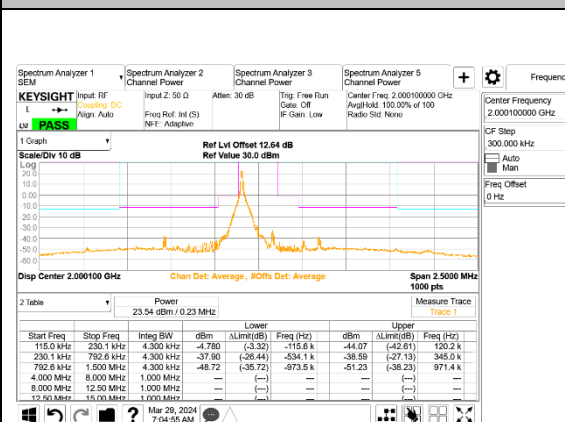 Spectrum Analyzer 1
SEM
Spectrum Analyzer 2
Channel Power
Spectrum Analyzer 3
Channel Power
Spectrum Analyzer 5
Channel Power
+
Frequenc
KEYSIGHT
L
PASS
Input: RF
Coupling: DC
Align: Auto
Input Z: 50 Ω
Freq Ref: Int (S)
NFE: Adaptive
Atten: 30 dB
Trig: Free Run
Gate: Off
IF Gain: Low
Center Freq: 2.000100000 GHz
Avg|Hold: 100.00% of 100
Radio Std: None
Center Frequency
2.000100000 GHz
CF Step
300.000 kHz
Auto
Man
Freq Offset
0 Hz
1 Graph
Scale/Div 10 dB
Ref Lvl Offset 12.64 dB
Ref Value 30.0 dBm
Log
20.0
10.0
0.00
-10.0
-20.0
-30.0
-40.0
-50.0
-60.0
Disp Center 2.000100 GHz
Chan Det: Average , #Offs Det: Average
Span 2.5000 MHz
1000 pts
2 Table
Power
23.54 dBm / 0.23 MHz
Measure Trace
Trace 1
Lower Upper
Start Freq Stop Freq Integ BW dBm ΔLimit(dB) Freq (Hz) dBm ΔLimit(dB) Freq (Hz)
115.0 kHz 230.1 kHz 4.300 kHz -4.780 (-3.32) -115.6 k -44.07 (-42.61) 120.2 k
230.1 kHz 792.6 kHz 4.300 kHz -37.90 (-26.44) -534.1 k -38.59 (-27.13) 345.0 k
792.6 kHz 1.500 MHz 4.300 kHz -48.72 (-35.72) -973.5 k -51.23 (-38.23) 971.4 k
4.000 MHz 8.000 MHz 1.000 MHz --- (---) --- (---)
8.000 MHz 12.50 MHz 1.000 MHz --- (---) --- (---)
12.50 MHz 15.00 MHz 1.000 MHz --- (---) --- (---)
?
Mar 29, 2024
7:04:55 AM